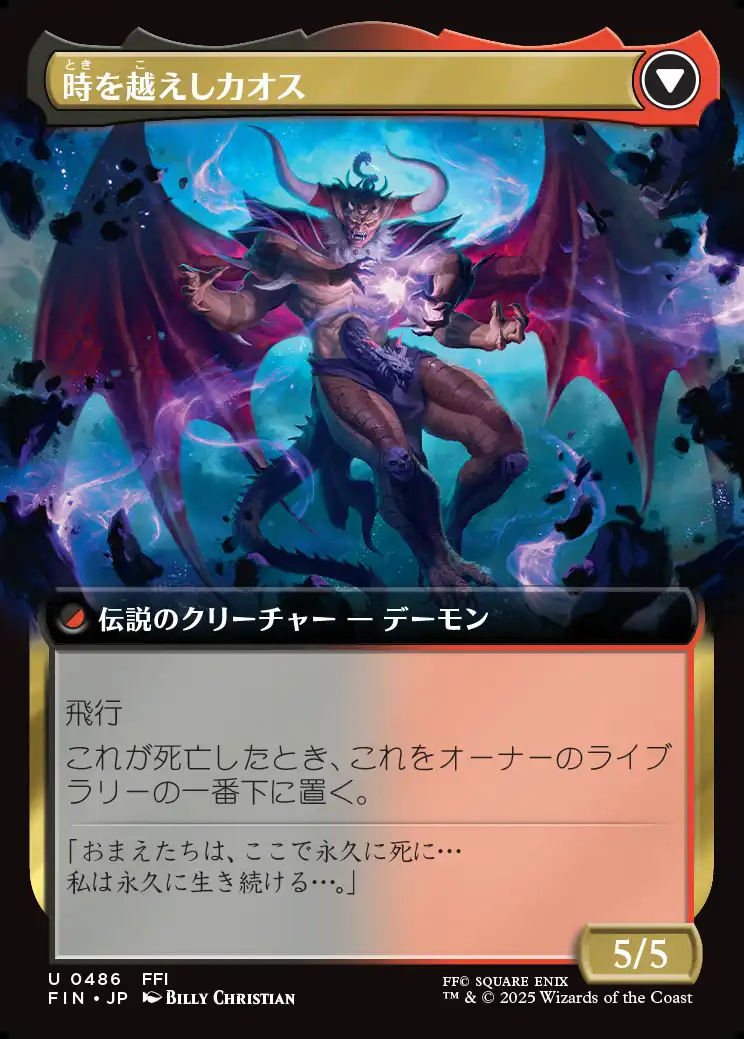 とき こ
時を越えしカオス
伝説のクリーチャー — デーモン
飛行
これが死亡したとき、これをオーナーのライブ
ラリーの一番下に置く。
「おまえたちは、ここで永久に死に…
私は永久に生き続ける…。」
5/5
U 0486 FFI
FIN • JP BILLY CHRISTIAN
FF© SQUARE ENIX
™ & © 2025 Wizards of the Coast